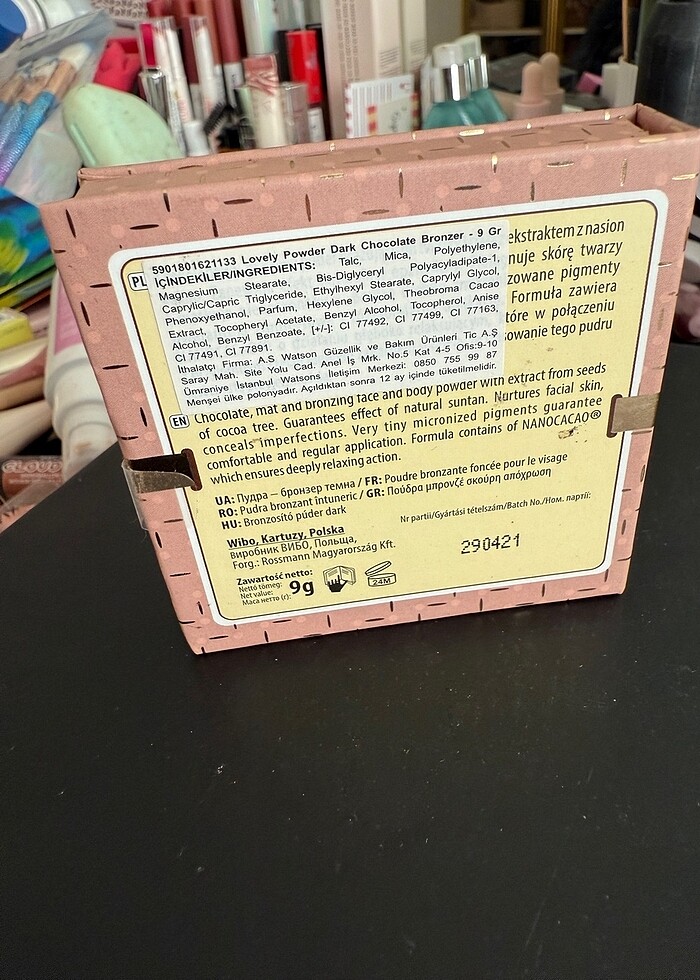 PL
5901801621133 Lovely Powder Dark Chocolate Bronzer - 9 Gr
İÇİNDEKİLER/INGREDIENTS: Talc, Mica, Polyethylene,
Magnesium Stearate, Bis-Diglyceryl Polyacyladipate-1,
Caprylic/Capric Triglyceride, Ethylhexyl Stearate, Caprylyl Glycol,
Phenoxyethanol, Parfum, Hexylene Glycol, Theobroma Cacao
Extract, Tocopheryl Acetate, Benzyl Alcohol, Tocopherol, Anise
Alcohol, Benzyl Benzoate, [+/-]: CI 77492, CI 77499, CI 77163,
CI 77491, CI 77891.
İthalatçı Firma: A.S Watson Güzellik ve Bakım Ürünleri Tic A.Ş
Saray Mah. Site Yolu Cad. Anel İş Mrk. No.5 Kat 4-5 Ofis:9-10
Ümraniye İstanbul Watsons İletişim Merkezi: 0850 755 99 87
Menşei ülke polonyadır. Açıldıktan sonra 12 ay içinde tüketilmelidir.
ekstraktem z nasion
nuje skórę twarzy
zowane pigmenty
Formuła zawiera
tóre w połączeniu
sowanie tego pudru
EN Chocolate, mat and bronzing face and body powder with extract from seeds
of cocoa tree. Guarantees effect of natural suntan. Nurtures facial skin,
conceals imperfections. Very tiny micronized pigments guarantee
comfortable and regular application. Formula contains of NANOCACAO®
which ensures deeply relaxing action.
UA: Пудра – бронзер темна / FR: Poudre bronzante foncée pour le visage
RO: Pudra bronzant întuneric / GR: Πούδρα μπρονζέ σκούρη απόχρωση
HU: Bronzosító púder dark
Nr partii/Gyártási tételszám/Batch No./Ном. партії:
290421
Wibo, Kartuzy, Polska
Виробник ВИБО, Польща,
Forg.: Rossmann Magyarország Kft.
Zawartość netto:
Nettó tömeg:
Net value:
Маса нетто (г):
9g
24M